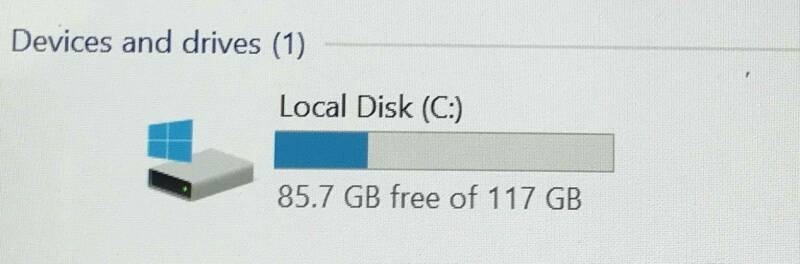 Devices and drives (1)
Local Disk (C:)
85.7 GB free of 117 GB